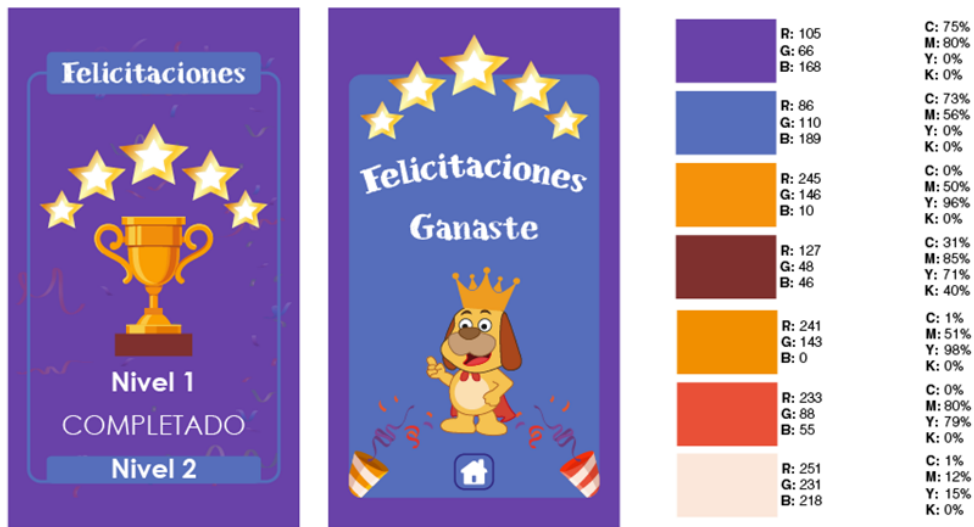 Felicitaciones
Nivel 1
COMPLETADO
Nivel 2
Felicitaciones
Ganaste
R: 105
G: 66
B: 168
C: 75%
M: 80%
Y: 0%
K: 0%
R: 86
G: 110
B: 189
C: 73%
M: 56%
Y: 0%
K: 0%
R: 245
G: 146
B: 10
C: 0%
M: 50%
Y: 96%
K: 0%
R: 127
G: 48
B: 46
C: 31%
M: 85%
Y: 71%
K: 40%
R: 241
G: 143
B: 0
C: 1%
M: 51%
Y: 98%
K: 0%
R: 233
G: 88
B: 55
C: 0%
M: 80%
Y: 79%
K: 0%
R: 251
G: 231
B: 218
C: 1%
M: 12%
Y: 15%
K: 0%